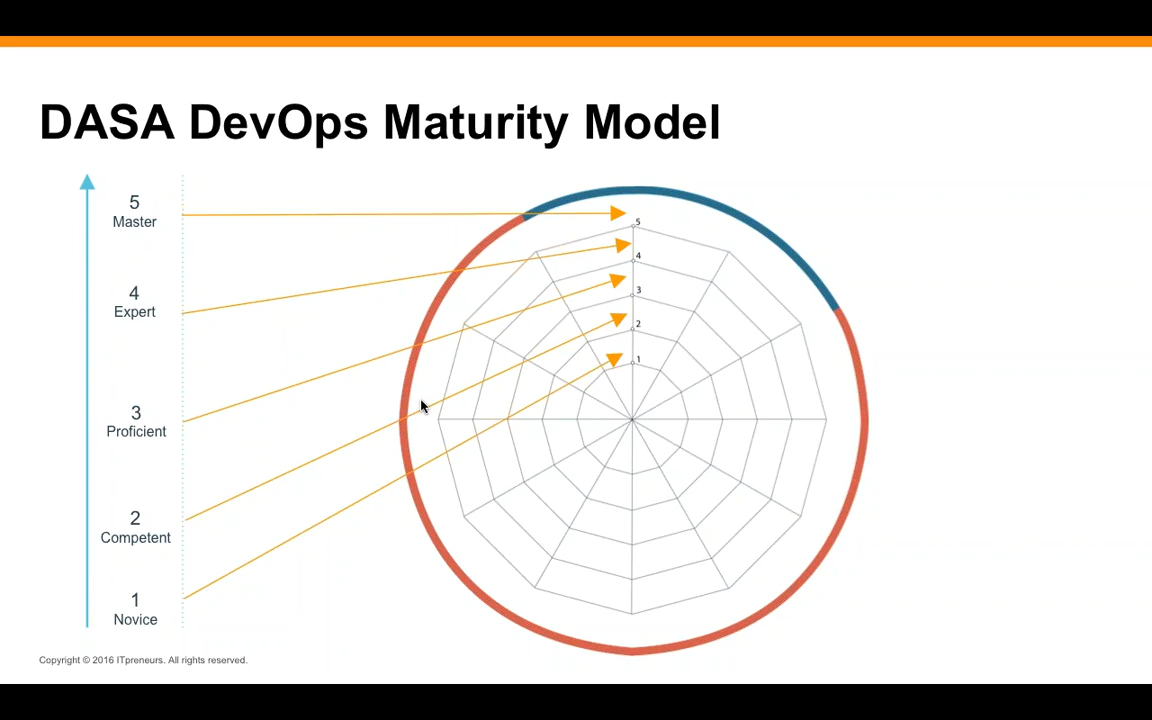 DASA DevOps Maturity Model
5
Master
4
Expert
3
Proficient
2
Competent
1
Novice
5
4
3
2
1
Copyright © 2016 ITpreneurs. All rights reserved.